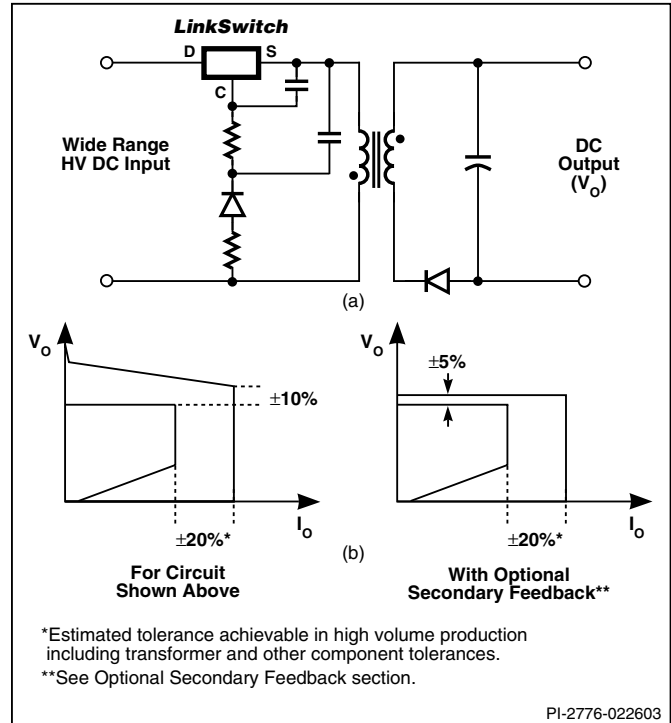 LinkSwitch
D
S
C
Wide Range
HV DC Input
DC
Output
(VO)
(a)
VO
±10%
IO
±20%*
For Circuit
Shown Above
(b)
VO
±5%
IO
±20%*
With Optional
Secondary Feedback**
*Estimated tolerance achievable in high volume production
including transformer and other component tolerances.
**See Optional Secondary Feedback section.
PI-2776-022603